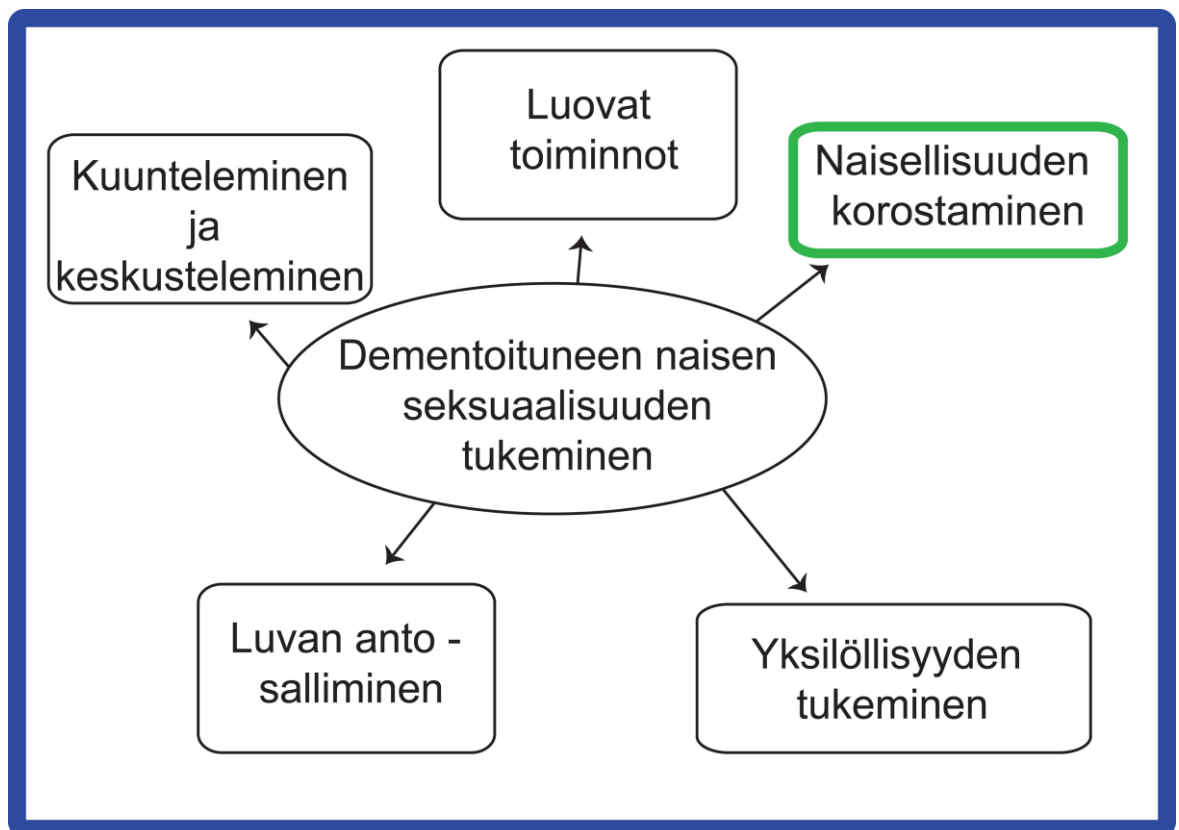 Luovat
toiminnot
Naisellisuuden
korostaminen
Kuunteleminen
ja
keskusteleminen
Dementoituneen naisen
seksuaalisuuden
tukeminen
Luvan anto -
salliminen
Yksilöllisyyden
tukeminen